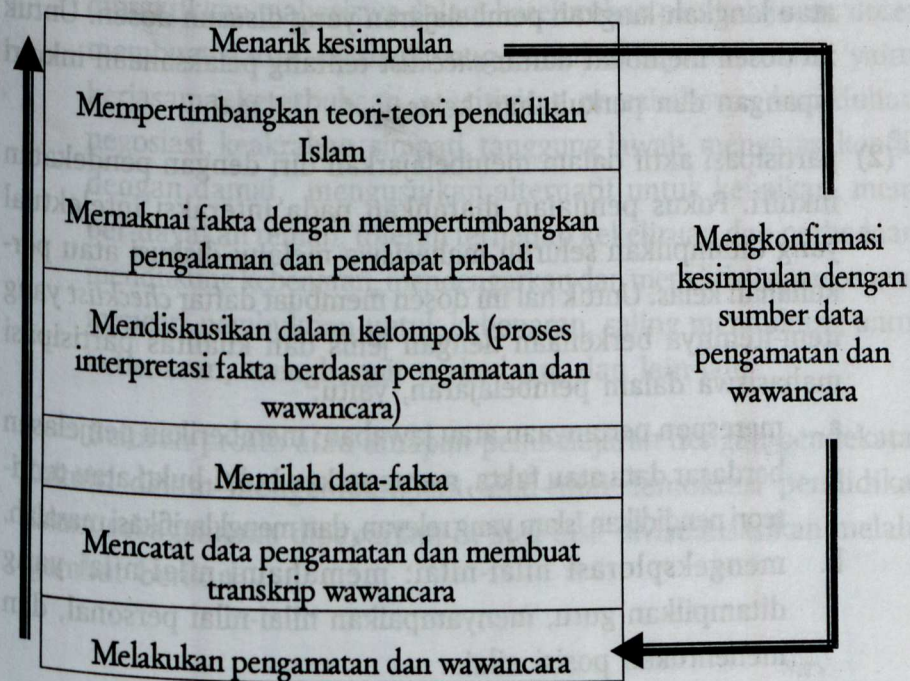 Menarik kesimpulan
Mempertimbangkan teori-teori pendidikan
Islam
Memaknai fakta dengan mempertimbangkan
pengalaman dan pendapat pribadi
Mendiskusikan dalam kelompok (proses
interpretasi fakta berdasar pengamatan dan
wawancara)
Memilah data-fakta
Mencatat data pengamatan dan membuat
transkrip wawancara
Melakukan pengamatan dan wawancara
Mengkonfirmasi
kesimpulan dengan
sumber data
pengamatan dan
wawancara